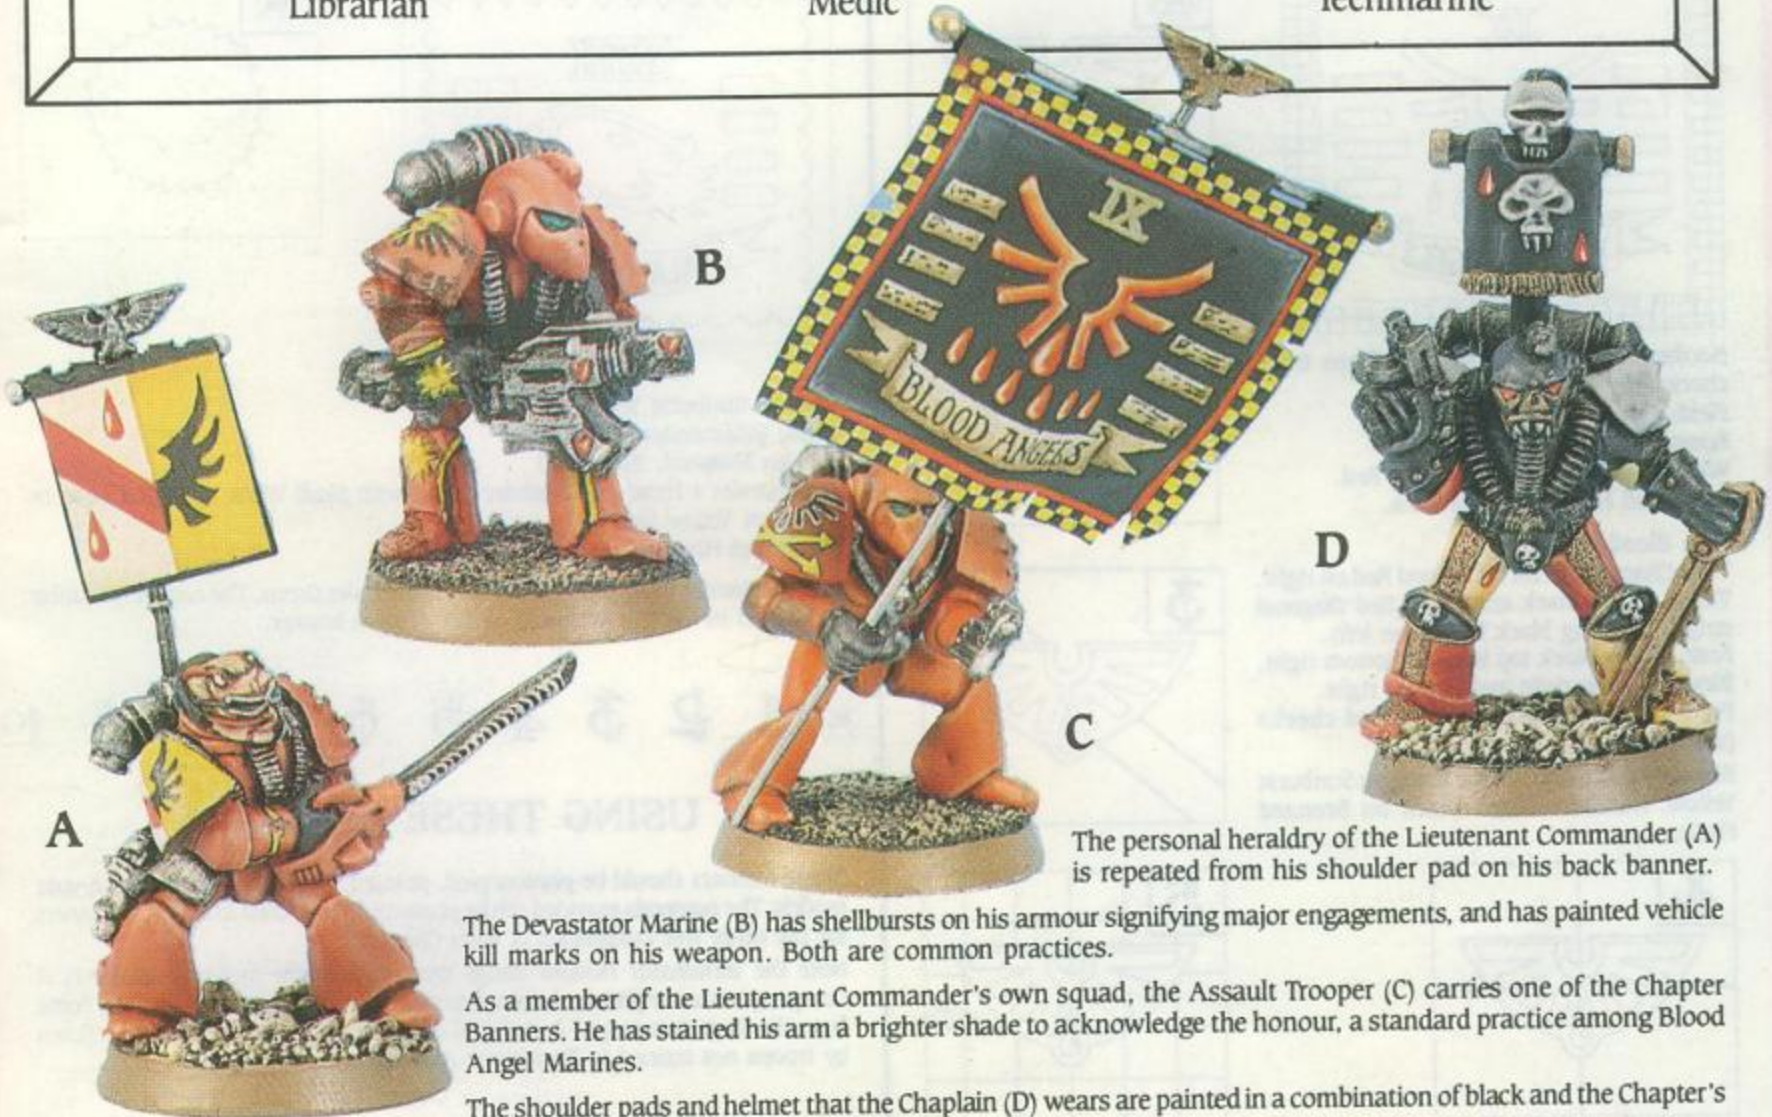 Librarian Medic Techmarine
B
IX
BLOOD ANGELS
D
C
A
The personal heraldry of the Lieutenant Commander (A)
is repeated from his shoulder pad on his back banner.
The Devastator Marine (B) has shellbursts on his armour signifying major engagements, and has painted vehicle
kill marks on his weapon. Both are common practices.
As a member of the Lieutenant Commander's own squad, the Assault Trooper (C) carries one of the Chapter
Banners. He has stained his arm a brighter shade to acknowledge the honour, a standard practice among Blood
Angel Marines.
The shoulder pads and helmet that the Chaplain (D) wears are painted in a combination of black and the Chapter's